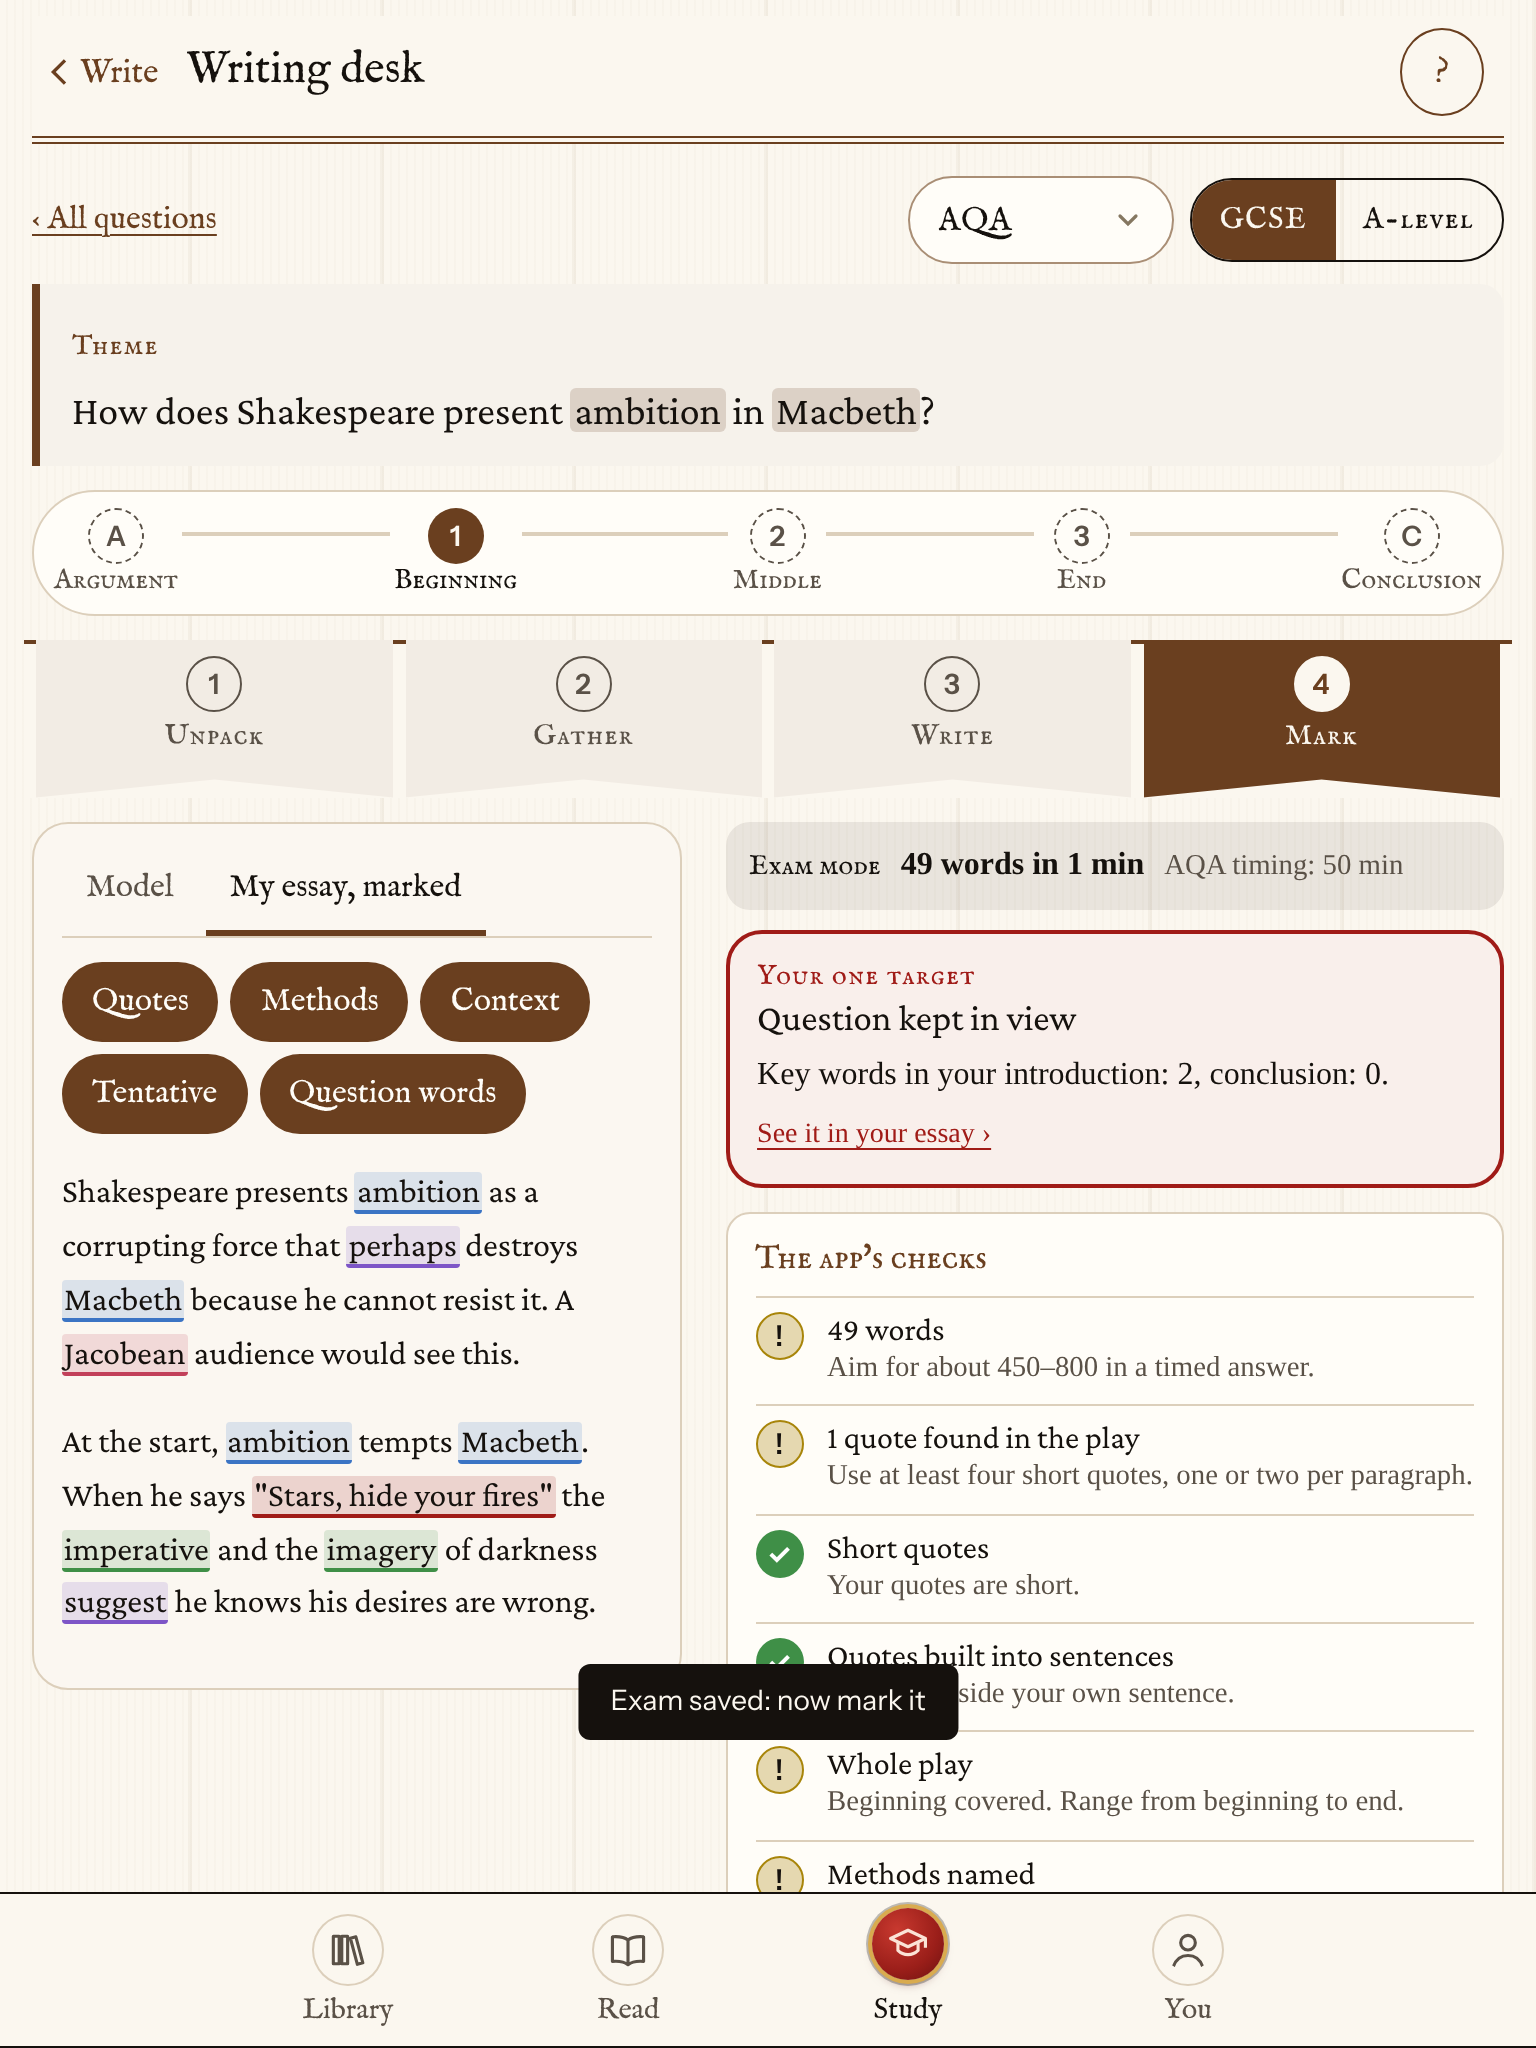 Write
Writing desk
?
‹ All questions
AQA
GCSE
A-level
Theme
How does Shakespeare present ambition in Macbeth?
A
Argument
1
Beginning
2
Middle
3
End
C
Conclusion
1
Unpack
2
Gather
3
Write
4
Mark
Model
My essay, marked
Quotes
Methods
Context
Tentative
Question words
Shakespeare presents ambition as a
corrupting force that perhaps destroys
Macbeth because he cannot resist it. A
Jacobean audience would see this.
At the start, ambition tempts Macbeth.
When he says "Stars, hide your fires" the
imperative and the imagery of darkness
suggest he knows his desires are wrong.
Exam mode 49 words in 1 min AQA timing: 50 min
Your one target
Question kept in view
Key words in your introduction: 2, conclusion: 0.
See it in your essay ›
The app's checks
!
49 words
Aim for about 450–800 in a timed answer.
!
1 quote found in the play
Use at least four short quotes, one or two per paragraph.
Short quotes
Your quotes are short.
Quotes built into sentences
side your own sentence.
Exam saved: now mark it
!
Whole play
Beginning covered. Range from beginning to end.
!
Methods named
Library
Read
Study
You